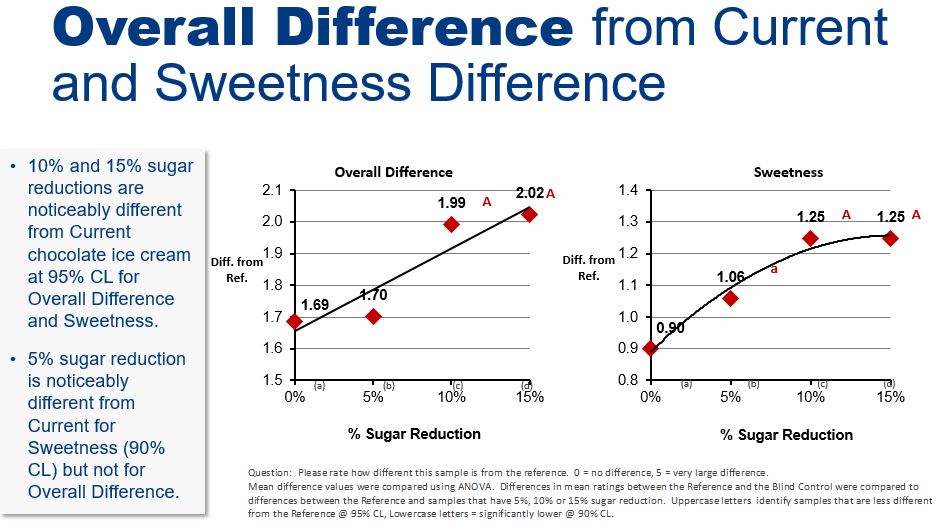 Overall Difference from Current
and Sweetness Difference
• 10% and 15% sugar
reductions are
noticeably different
from Current
chocolate ice cream
at 95% CL for
Overall Difference
and Sweetness.
• 5% sugar reduction
is noticeably
different from
Current for
Sweetness (90%
CL) but not for
Overall Difference.
Overall Difference
2.1
2.0
1.9
1.8
1.7
1.6
1.5
Diff. from
Ref.
1.69
1.70
1.99 A
2.02 A
(a) (b) (c) (d)
0% 5% 10% 15%
% Sugar Reduction
Sweetness
1.4
1.3
1.2
1.1
1.0
0.9
0.8
Diff. from
Ref.
0.90
1.06 a
1.25 A
1.25 A
(a) (b) (c) (d)
0% 5% 10% 15%
% Sugar Reduction
Question: Please rate how different this sample is from the reference. 0 = no difference, 5 = very large difference.
Mean difference values were compared using ANOVA. Differences in mean ratings between the Reference and the Blind Control were compared to
differences between the Reference and samples that have 5%, 10% or 15% sugar reduction. Uppercase letters identify samples that are less different
from the Reference @ 95% CL, Lowercase letters = significantly lower @ 90% CL.